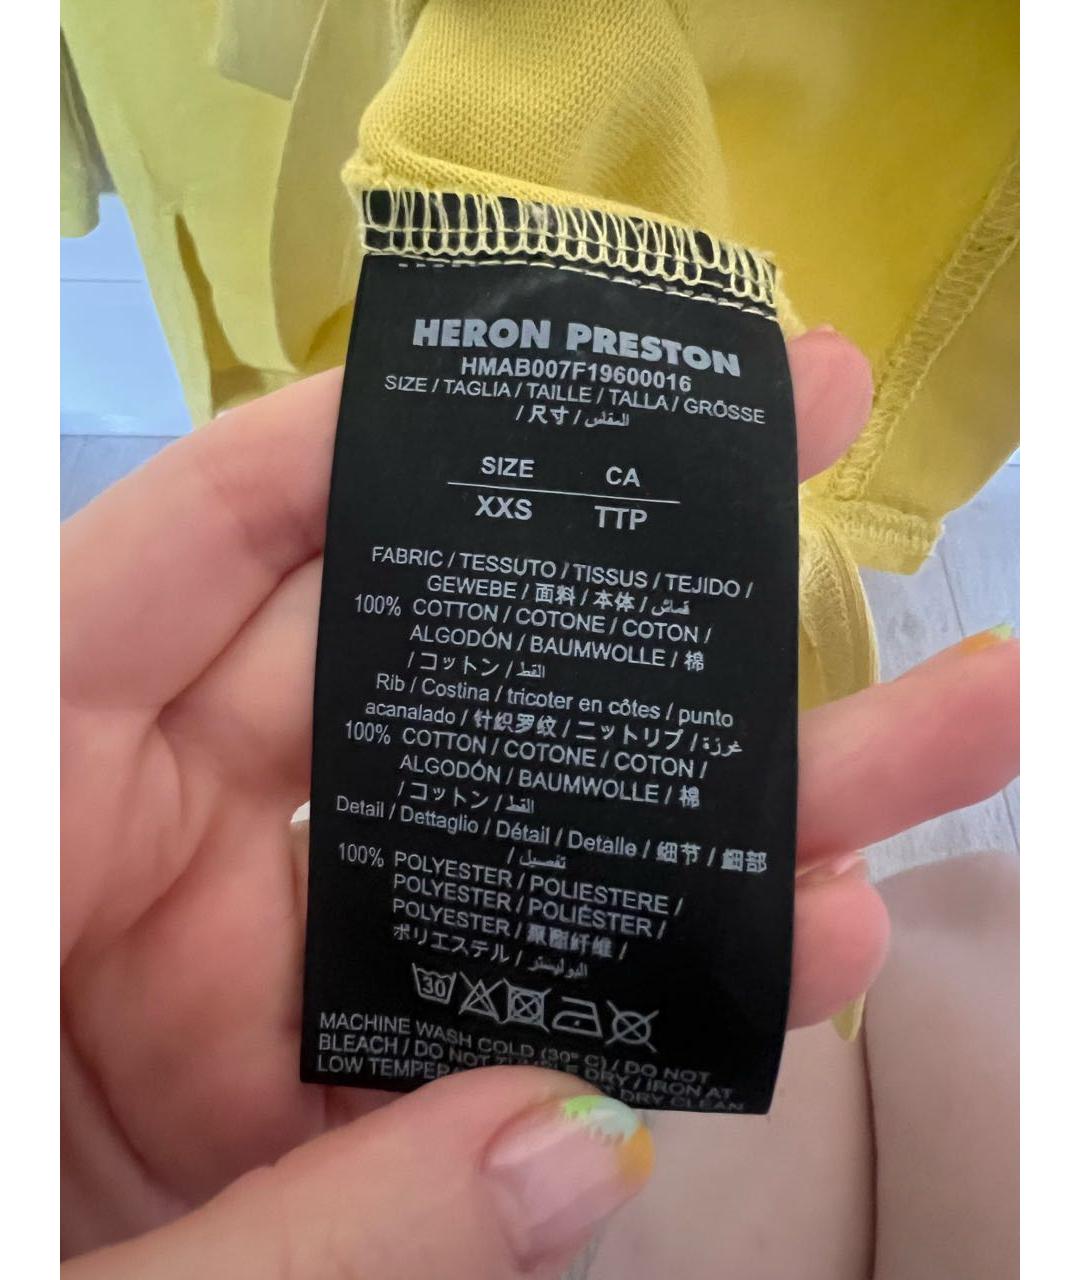 HERON PRESTON
HMAB007F19600016
SIZE / TAGLIA / TAILLE / TALLA / GRÖSSE
/ 尺寸 / المقاس
SIZE CA
XXS TTP
FABRIC / TESSUTO / TISSUS / TEJIDO /
GEWEBE / 面料 / 本体 / قماش
100% COTTON / COTONE / COTON /
ALGODÓN / BAUMWOLLE / 棉
/ コットン / القط
Rib / Costina / tricoter en côtes / punto
acanalado / 针织罗纹 / ニットリブ / غرزة
100% COTTON / COTONE / COTON /
ALGODÓN / BAUMWOLLE / 棉
/ コットン / القط
Detail / Dettaglio / Détail / Detalle / 细节 / 細部
/ تفصيل
100% POLYESTER / POLIESTERE /
POLYESTER / POLIÉSTER /
POLYESTER / 聚酯纤维 /
ポリエステル / البوليستر
30
MACHINE WASH COLD (30° C) / DO NOT
BLEACH / DO NOT TUMBLE DRY / IRON AT
LOW DRY CLEAN